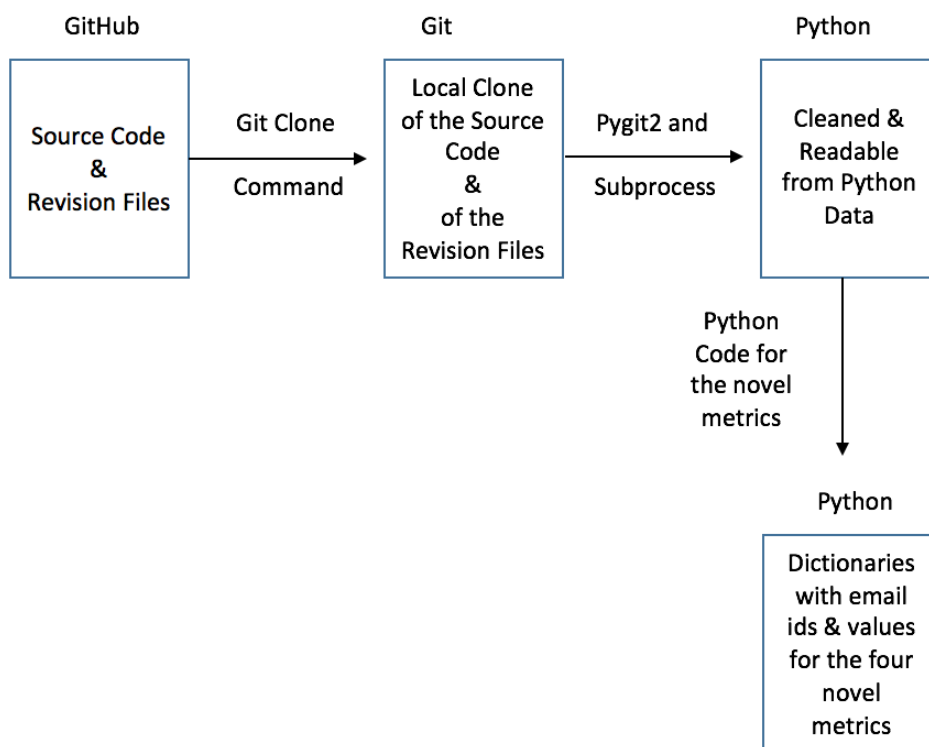 GitHub
Git
Python
Source Code
&
Revision Files
Git Clone
Command
Local Clone
of the Source
Code
&
of the
Revision Files
Pygit2 and
Subprocess
Cleaned &
Readable
from Python
Data
Python
Code for
the novel
metrics
Python
Dictionaries
with email
ids & values
for the four
novel
metrics